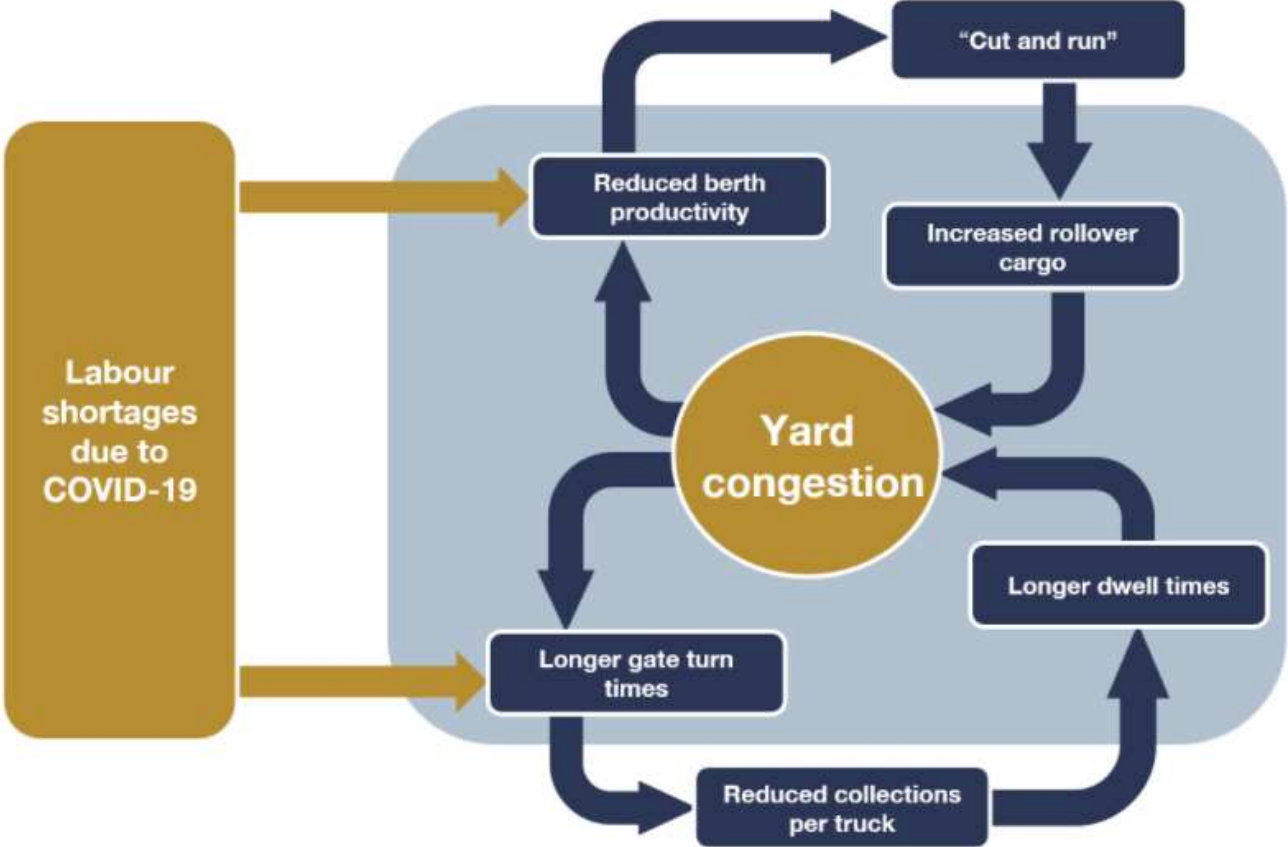 “Cut and run”
Reduced berth
productivity
Increased rollover
cargo
Labour
shortages
due to
COVID-19
Yard
congestion
Longer dwell times
Longer gate turn
times
Reduced collections
per truck